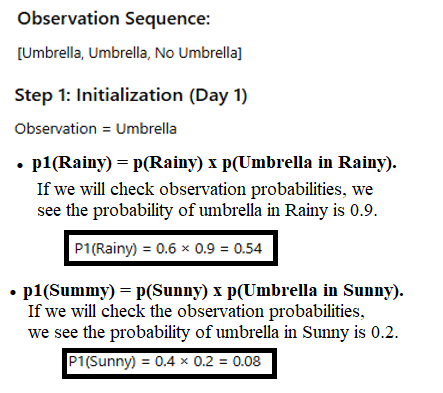 Observation Sequence:
[Umbrella, Umbrella, No Umbrella]
Step 1: Initialization (Day 1)
Observation = Umbrella
• p1(Rainy) = p(Rainy) x p(Umbrella in Rainy).
If we will check observation probabilities, we
see the probability of umbrella in Rainy is 0.9.
P1(Rainy) = 0.6 × 0.9 = 0.54
• p1(Summy) = p(Sunny) x p(Umbrella in Sunny).
If we will check the observation probabilities,
we see the probability of umbrella in Sunny is 0.2.
P1(Sunny) = 0.4 × 0.2 = 0.08